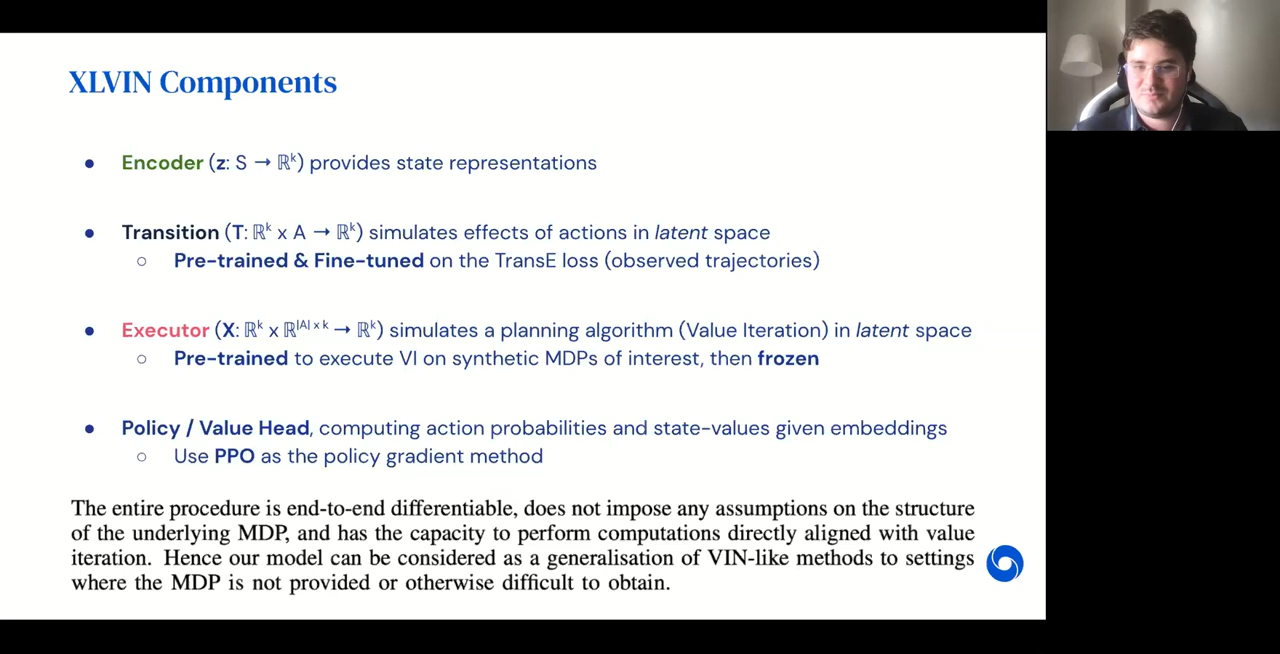 XLVIN Components
● Encoder (z: S → ℝᵏ) provides state representations
● Transition (T: ℝᵏ x A → ℝᵏ) simulates effects of actions in latent space
○ Pre-trained & Fine-tuned on the TransE loss (observed trajectories)
● Executor (X: ℝᵏ x ℝ|A| x k → ℝᵏ) simulates a planning algorithm (Value Iteration) in latent space
○ Pre-trained to execute VI on synthetic MDPs of interest, then frozen
● Policy / Value Head, computing action probabilities and state-values given embeddings
○ Use PPO as the policy gradient method
The entire procedure is end-to-end differentiable, does not impose any assumptions on the structure
of the underlying MDP, and has the capacity to perform computations directly aligned with value
iteration. Hence our model can be considered as a generalisation of VIN-like methods to settings
where the MDP is not provided or otherwise difficult to obtain.